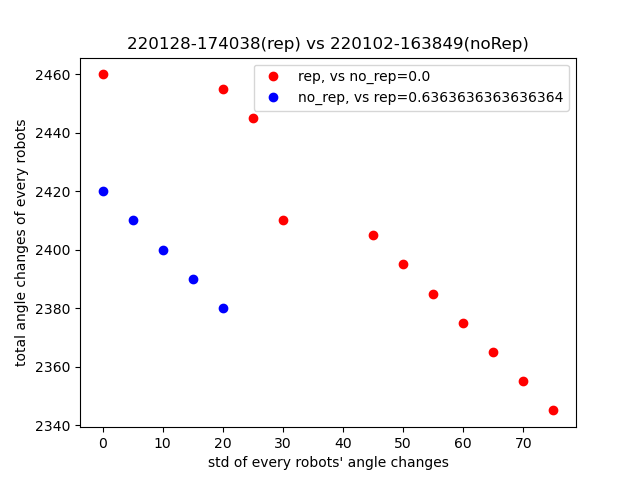 220128-174038(rep) vs 220102-163849(noRep)
rep, vs no_rep=0.0
no_rep, vs rep=0.6363636363636364
total angle changes of every robots
2460
2440
2420
2400
2380
2360
2340
0 10 20 30 40 50 60 70
std of every robots' angle changes